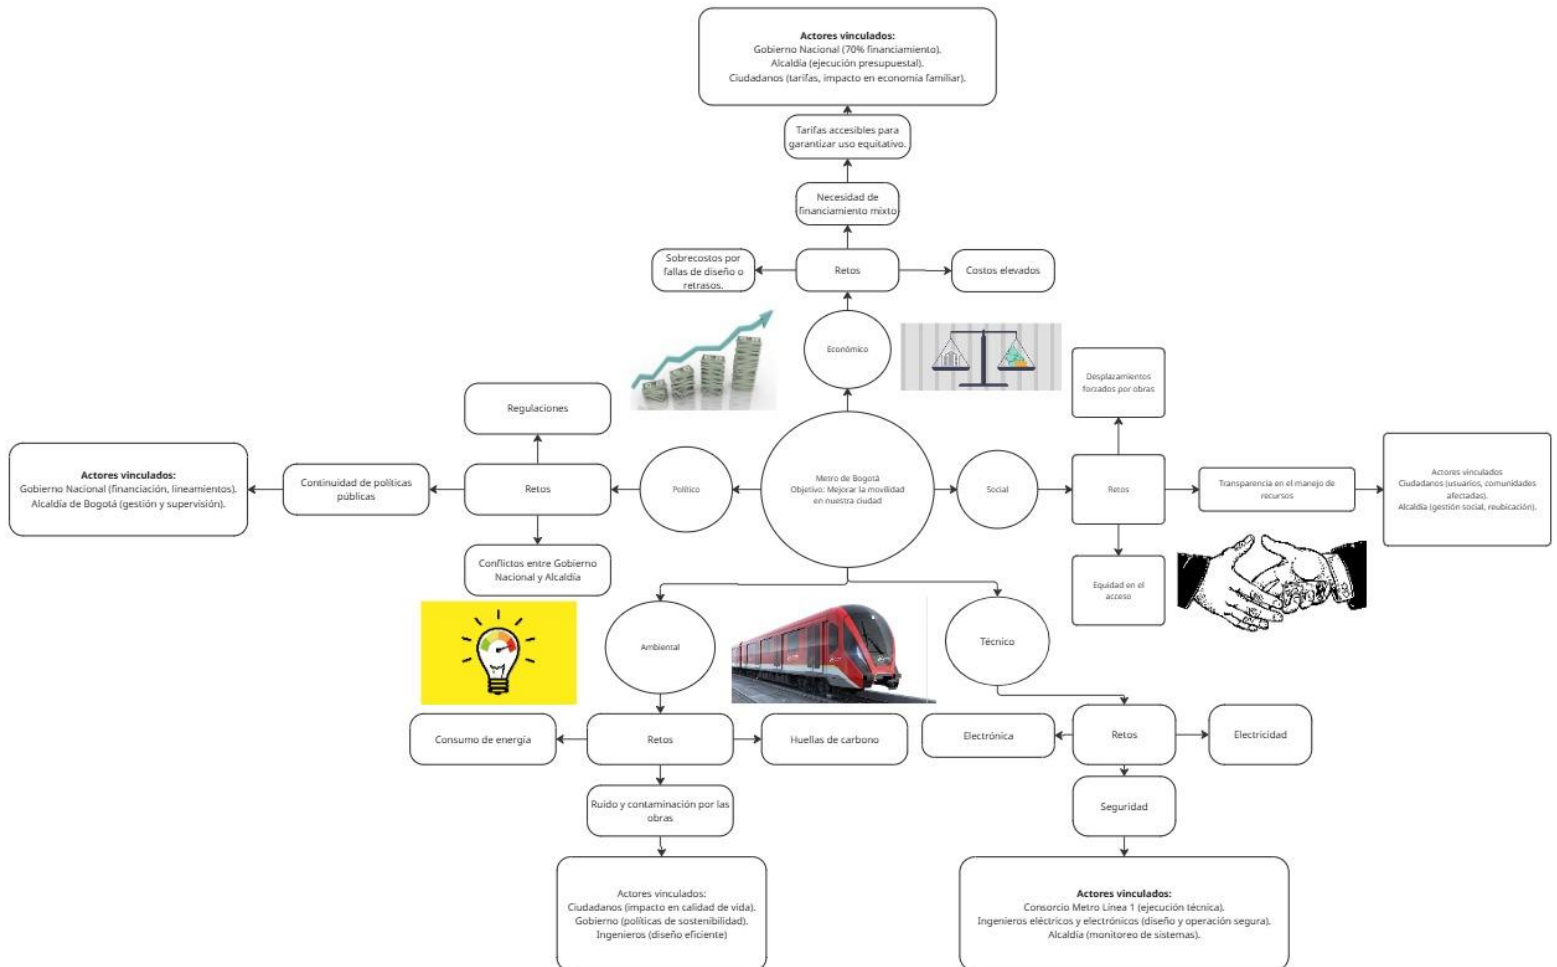 Actores vinculados:
Gobierno Nacional (70% financiamiento).
Alcaldía (ejecución presupuestal).
Ciudadanos (tarifas, impacto en economía familiar).
Tarifas accesibles para
garantizar uso equitativo.
Necesidad de
financiamiento mixto
Sobrecostos por
fallas de diseño o
retrasos.
Retos
Costos elevados
Económico
Desplazamientos
forzados por obras
Regulaciones
Actores vinculados:
Gobierno Nacional (financiación, lineamientos).
Alcaldía de Bogotá (gestión y supervisión).
Continuidad de políticas
públicas
Retos
Político
Metro de Bogotá
Objetivo: Mejorar la movilidad
en nuestra ciudad
Social
Retos
Transparencia en el manejo de
recursos
Actores vinculados
Ciudadanos (usuarios, comunidades
afectadas).
Alcaldía (gestión social, reubicación).
Conflictos entre Gobierno
Nacional y Alcaldía
Equidad en el
acceso
Ambiental
Técnico
Consumo de energía
Retos
Huellas de carbono
Electrónica
Retos
Electricidad
Ruido y contaminación por las
obras
Seguridad
Actores vinculados:
Ciudadanos (impacto en calidad de vida).
Gobierno (políticas de sostenibilidad).
Ingenieros (diseño eficiente)
Actores vinculados:
Consorcio Metro Línea 1 (ejecución técnica).
Ingenieros eléctricos y electrónicos (diseño y operación segura).
Alcaldía (monitoreo de sistemas).